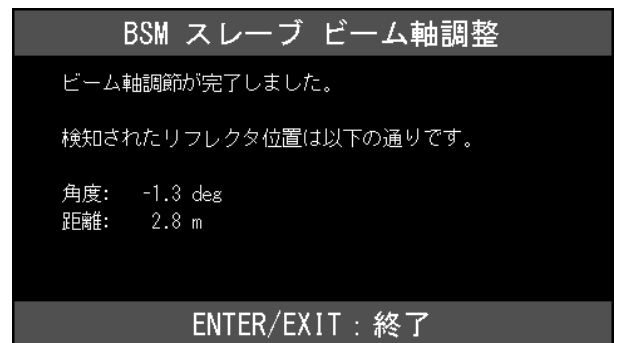 BSM スレーブ ビーム軸調整
ビーム軸調節が完了しました。
検知されたリフレクタ位置は以下の通りです。
角度: -1.3 deg
距離: 2.8 m
ENTER/EXIT : 終了